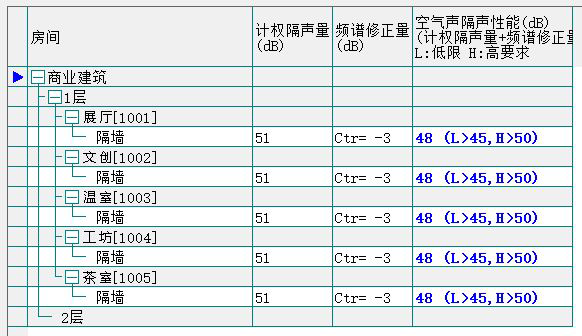 房间 计权隔声量(dB) 频谱修正量(dB) 空气声隔声性能(dB)
(计权隔声量+频谱修正量
L:低限 H:高要求
商业建筑
1层
展厅[1001]
隔墙 51 Ctr= -3 48 (L>45,H>50)
文创[1002]
隔墙 51 Ctr= -3 48 (L>45,H>50)
温室[1003]
隔墙 51 Ctr= -3 48 (L>45,H>50)
工坊[1004]
隔墙 51 Ctr= -3 48 (L>45,H>50)
茶室[1005]
隔墙 51 Ctr= -3 48 (L>45,H>50)
2层